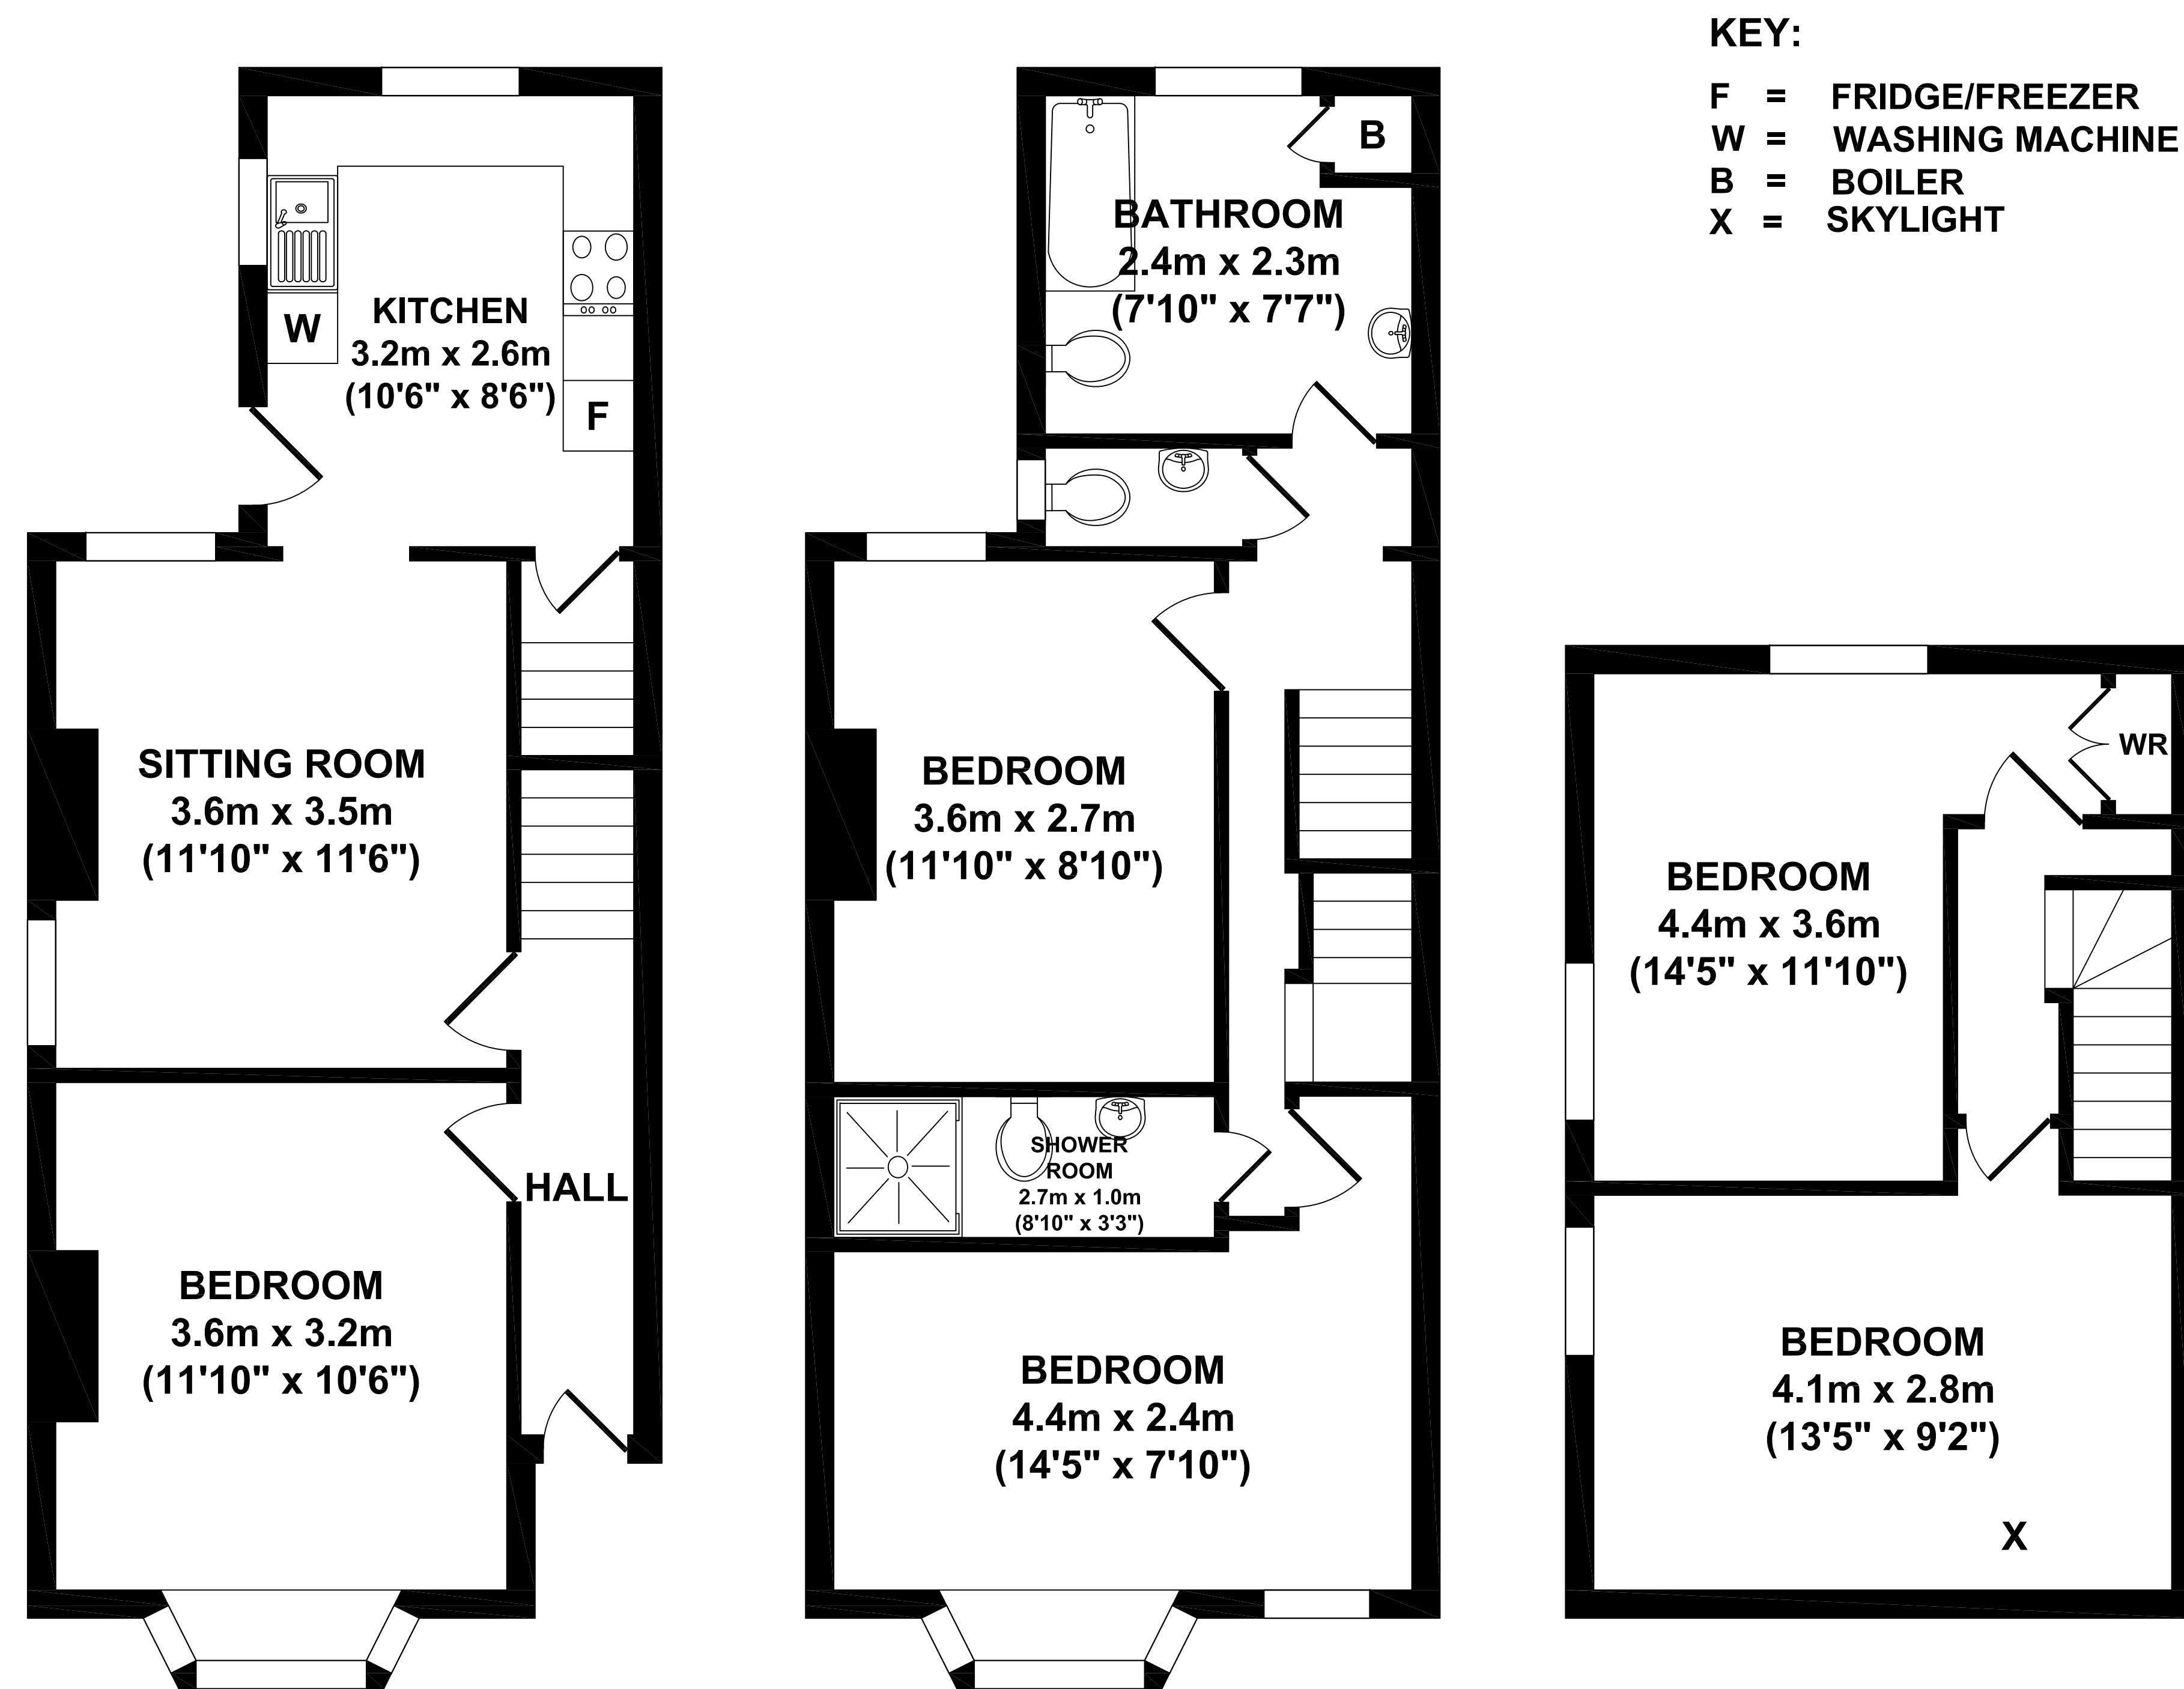 KITCHEN
3.2m x 2.6m
(10'6" x 8'6")
W
F
SITTING ROOM
3.6m x 3.5m
(11'10" x 11'6")
HALL
BEDROOM
3.6m x 3.2m
(11'10" x 10'6")
B
BATHROOM
2.4m x 2.3m
(7'10" x 7'7")
BEDROOM
3.6m x 2.7m
(11'10" x 8'10")
SHOWER
ROOM
2.7m x 1.0m
(8'10" x 3'3")
BEDROOM
4.4m x 2.4m
(14'5" x 7'10")
KEY:
F = FRIDGE/FREEZER
W = WASHING MACHINE
B = BOILER
X = SKYLIGHT
WR
BEDROOM
4.4m x 3.6m
(14'5" x 11'10")
BEDROOM
4.1m x 2.8m
(13'5" x 9'2")
X